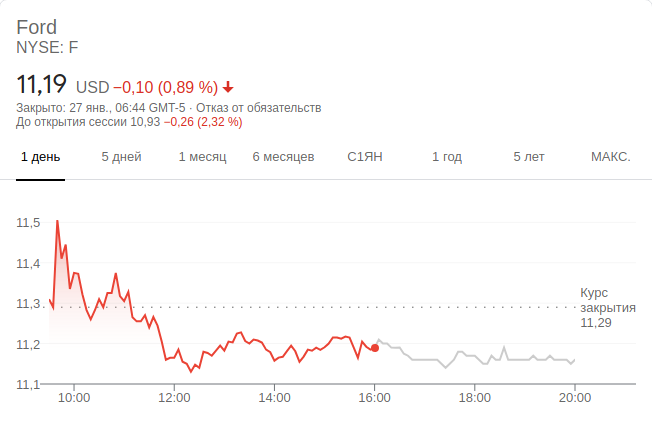 Ford
NYSE: F
11,19 USD −0,10 (0,89 %)
Закрыто: 27 янв., 06:44 GMT-5 · Отказ от обязательств
До открытия сессии 10,93 −0,26 (2,32 %)
1 день 5 дней 1 месяц 6 месяцев С1ЯН 1 год 5 лет МАКС.
11,5
11,4
11,3
11,2
11,1
Курс
закрытия
11,29
10:00 12:00 14:00 16:00 18:00 20:00